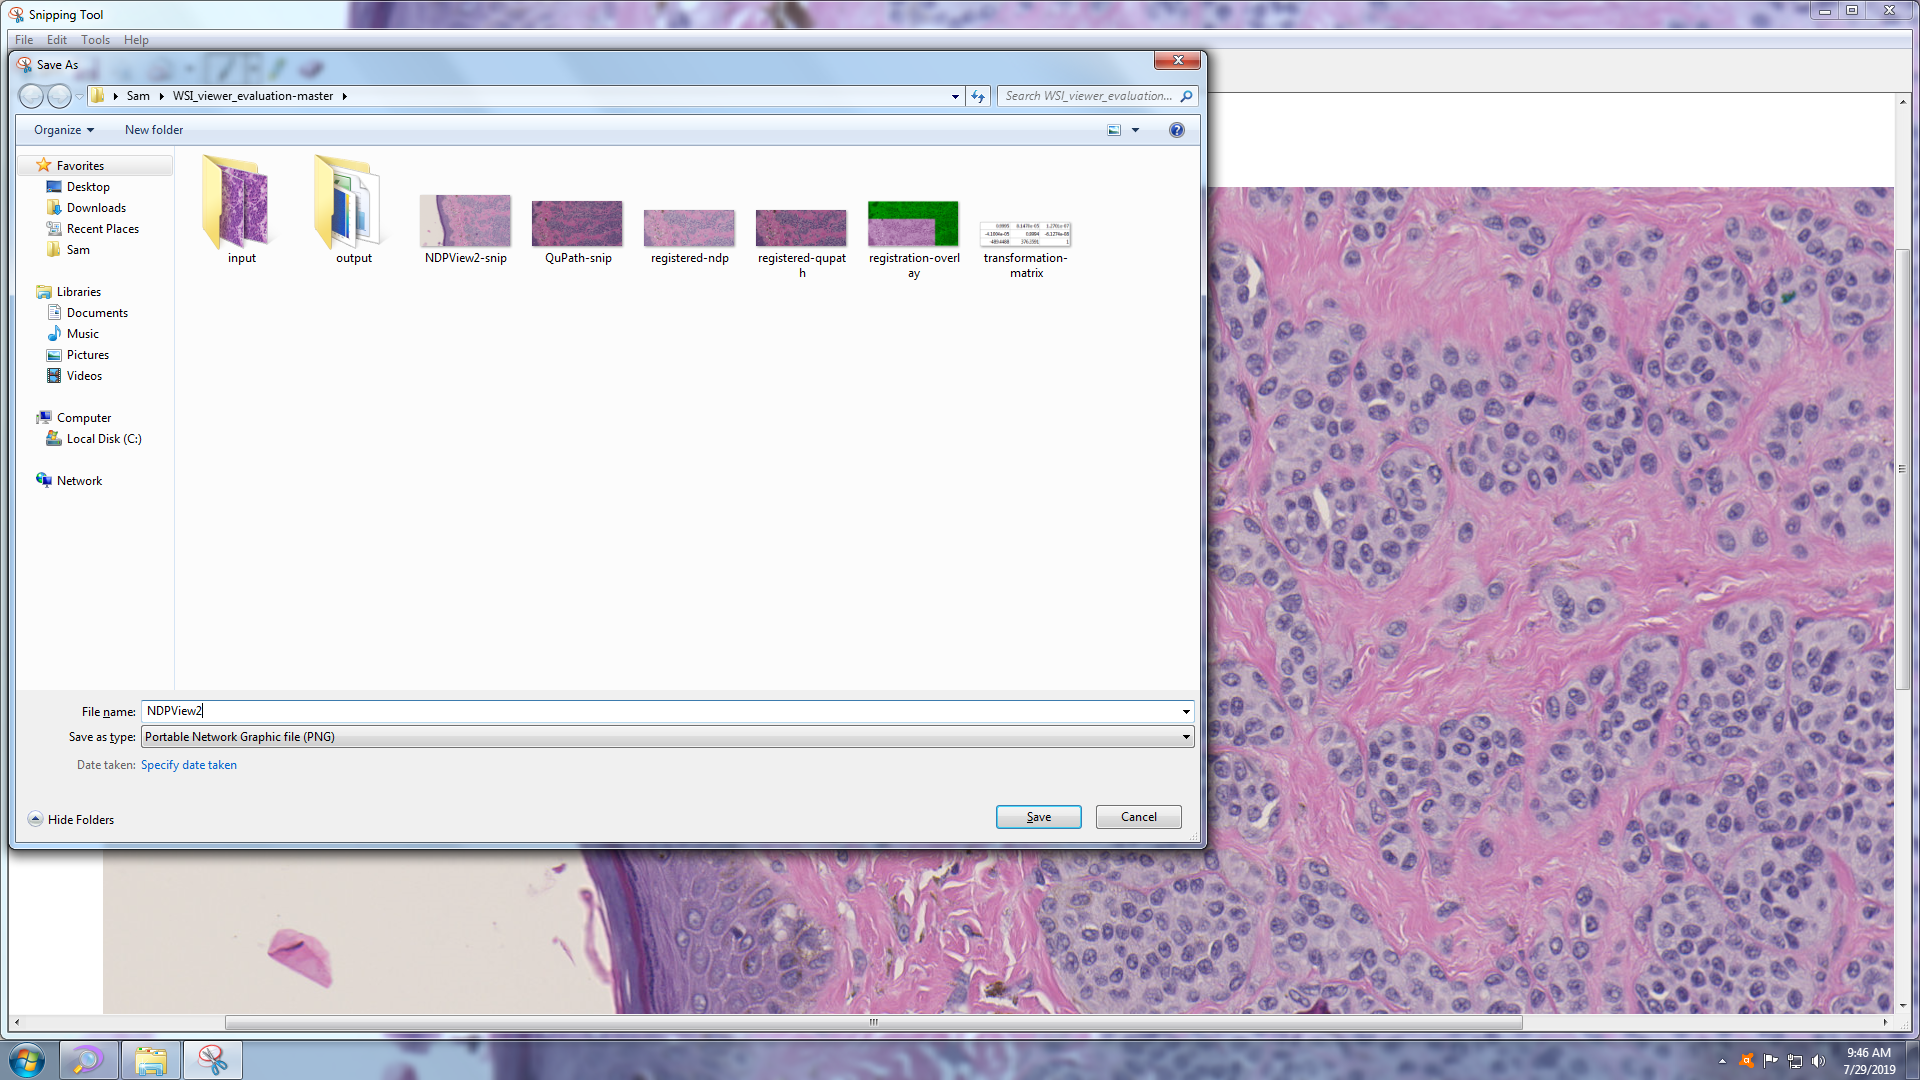 Snipping Tool
File Edit Tools Help
Save As
Sam WSI_viewer_evaluation-master
Search WSI_viewer_evaluation...
Organize New folder
Favorites
Desktop
Downloads
Recent Places
Sam
Libraries
Documents
Music
Pictures
Videos
Computer
Local Disk (C:)
Network
input
output
NDPView2-snip
QuPath-snip
registered-ndp
registered-qupat
h
registration-overl
ay
transformation-
matrix
File name: NDPView2
Save as type: Portable Network Graphic file (PNG)
Date taken: Specify date taken
Hide Folders
Save Cancel
9:46 AM
7/29/2019